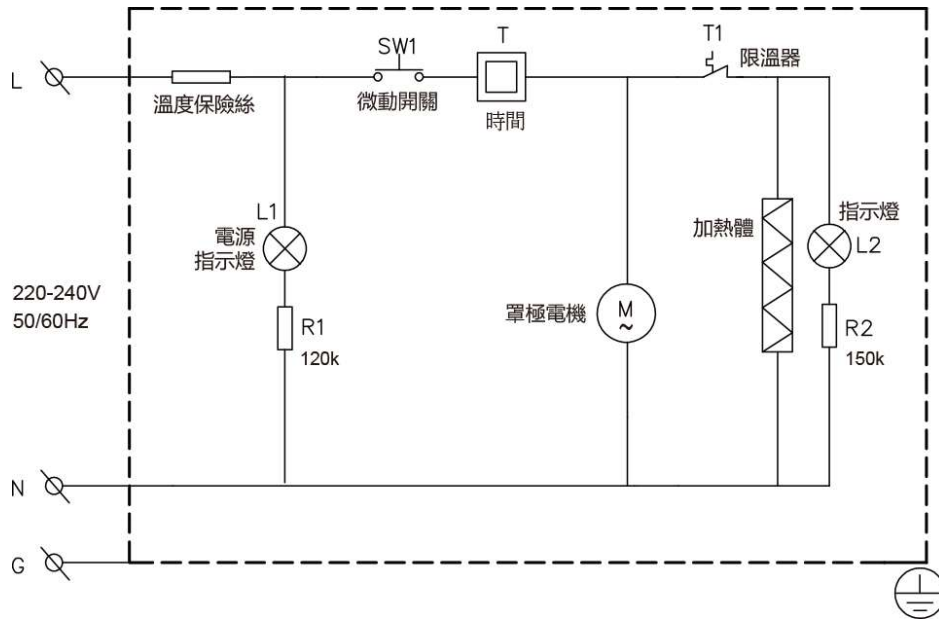 SW1
T
T1
限溫器
L
溫度保險絲
微動開關
時間
L1
電源
指示燈
指示燈
加熱體
L2
220-240V
50/60Hz
罩極電機
M
~
R1
120k
R2
150k
N
G